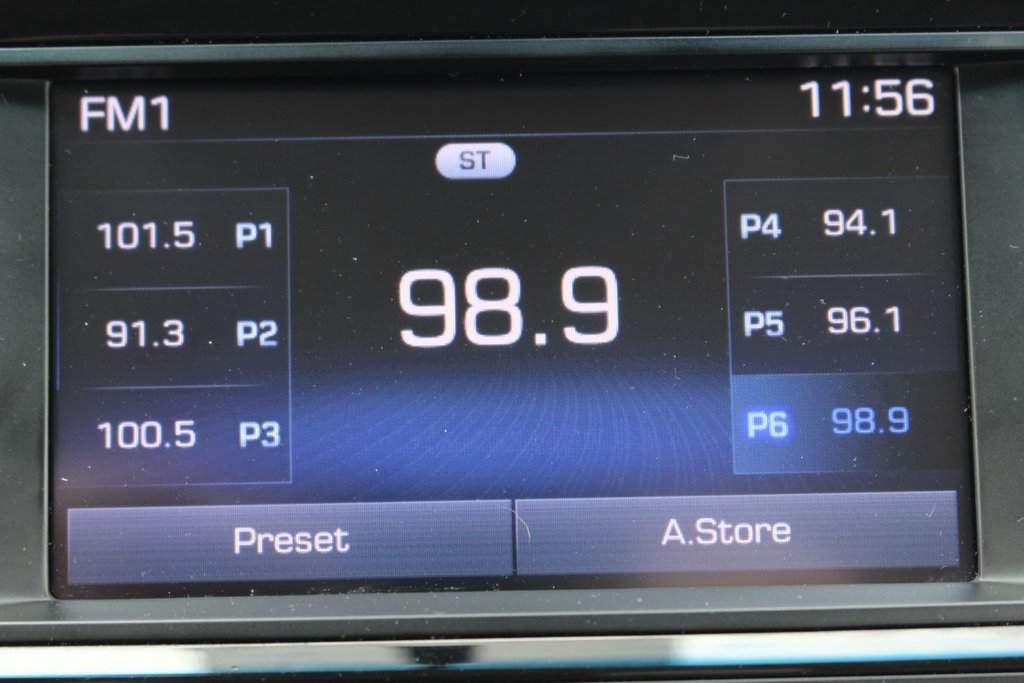 FM1 11:56
ST
101.5 P1
91.3 P2
100.5 P3
98.9
P4 94.1
P5 96.1
P6 98.9
Preset A.Store